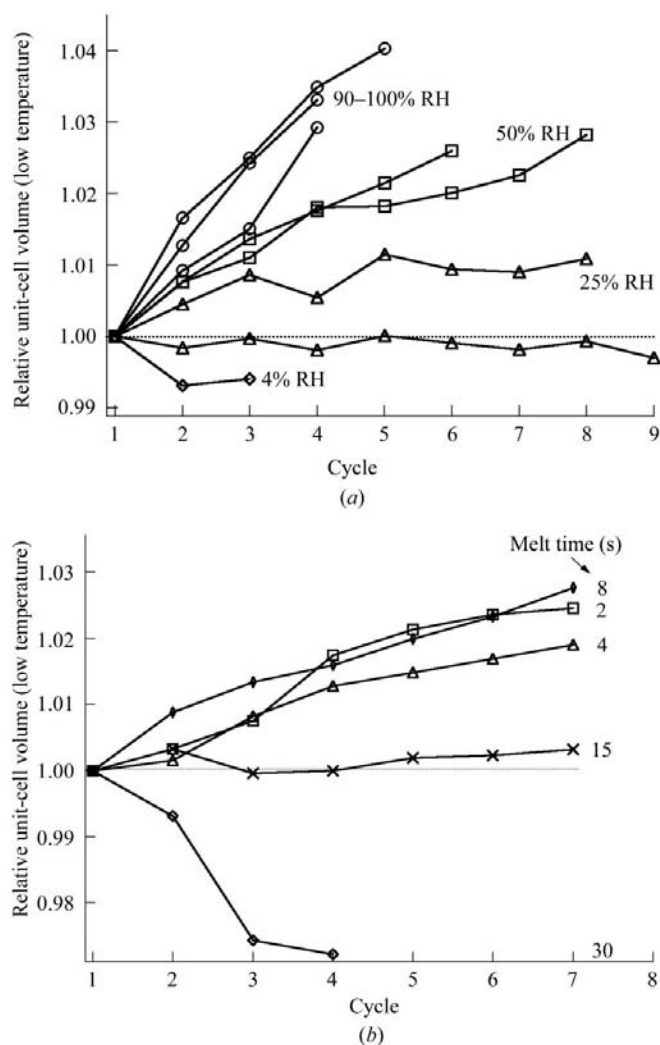 Relative unit-cell volume (low temperature)
1.04
1.03
1.02
1.01
1.00
0.99
90–100% RH
50% RH
25% RH
4% RH
1 2 3 4 5 6 7 8 9
Cycle
(a)
Relative unit-cell volume (low temperature)
1.03
1.02
1.01
1.00
0.99
0.98
Melt time (s)
8
2
4
15
30
1 2 3 4 5 6 7 8
Cycle
(b)